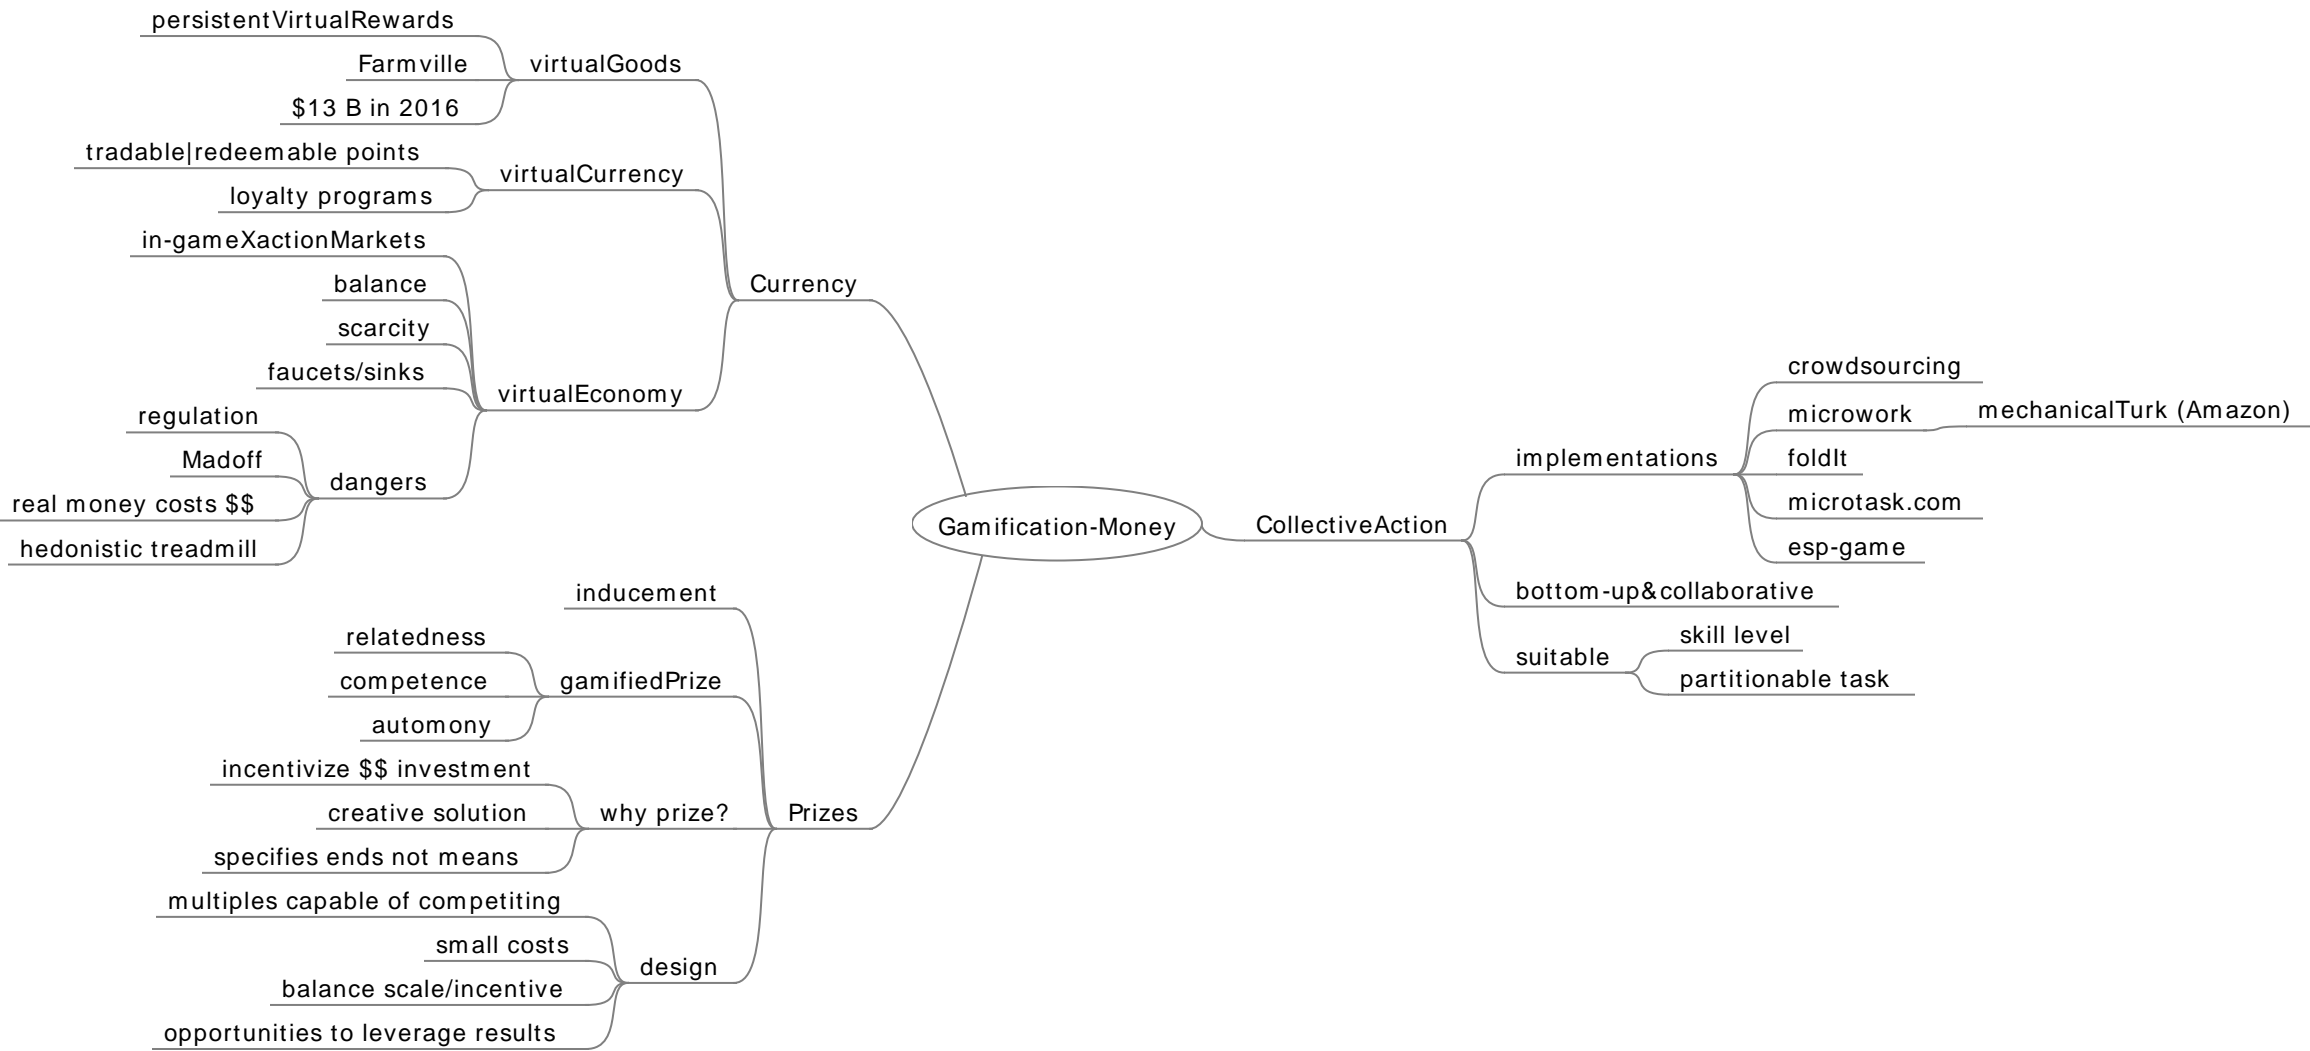 persistentVirtualRewards
Farmville
virtualGoods
$13 B in 2016
tradable|redeemable points
virtualCurrency
loyalty programs
in-gameXactionMarkets
balance
Currency
scarcity
faucets/sinks
virtualEconomy
regulation
Madoff
dangers
real money costs $$
hedonistic treadmill
Gamification-Money
CollectiveAction
implementations
crowdsourcing
microwork
mechanicalTurk (Amazon)
foldIt
microtask.com
esp-game
bottom-up&collaborative
suitable
skill level
partitionable task
inducement
relatedness
competence
gamifiedPrize
automony
incentivize $$ investment
creative solution
why prize?
Prizes
specifies ends not means
multiples capable of competiting
small costs
design
balance scale/incentive
opportunities to leverage results